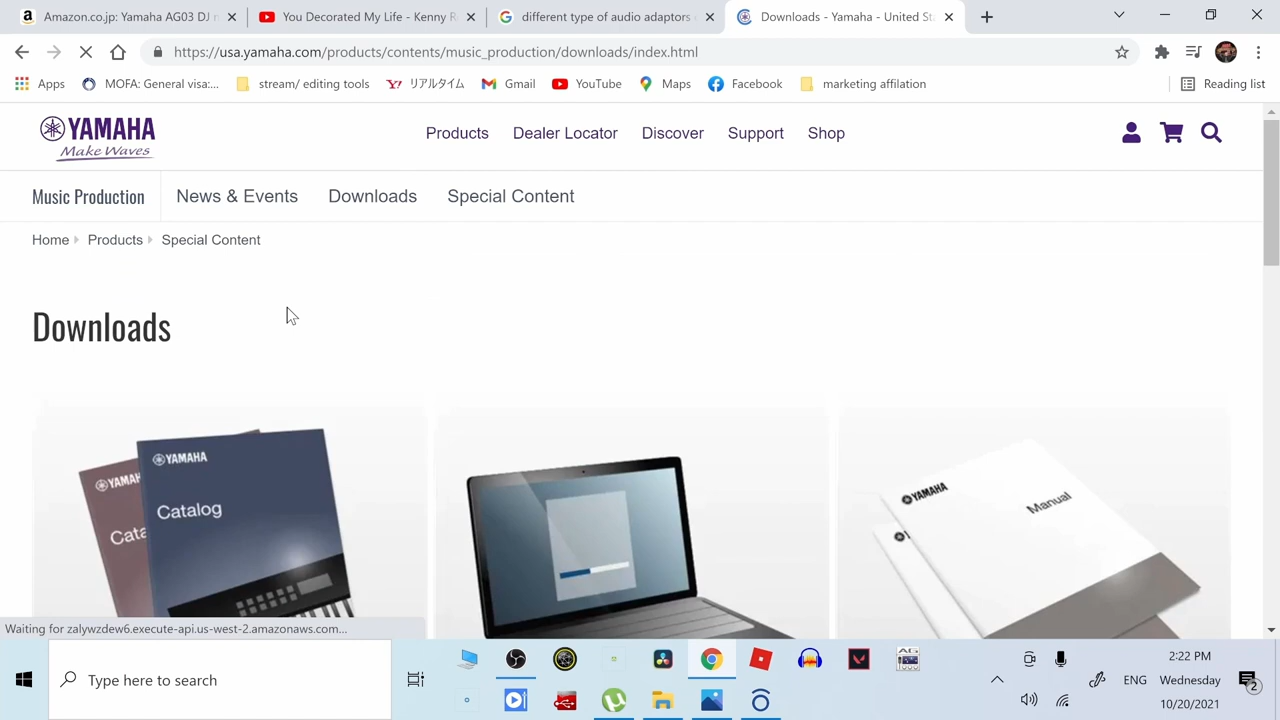 Amazon.co.jp: Yamaha AG03 DJ m
You Decorated My Life - Kenny R
different type of audio adaptors
Downloads - Yamaha - United St
https://usa.yamaha.com/products/contents/music_production/downloads/index.html
Apps
MOFA: General visa:...
stream/ editing tools
リアルタイム
Gmail
YouTube
Maps
Facebook
marketing affilation
Reading list
YAMAHA
Make Waves
Products
Dealer Locator
Discover
Support
Shop
Music Production
News & Events
Downloads
Special Content
Home
Products
Special Content
Downloads
YAMAHA
Catalog
YAMAHA
Cata
YAMAHA
Manual
Waiting for zalywzdew6.execute-api.us-west-2.amazonaws.com...
Type here to search
ENG
2:22 PM
Wednesday
10/20/2021
2